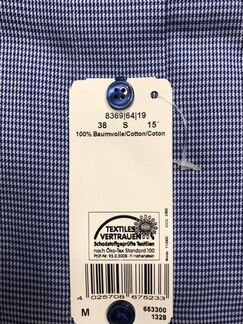 8369|64|19
38 S 15
100% Baumwolle/Cotton/Coton
TEXTILES
VERTRAUEN
Schadstoffgeprüfte Textilien
nach Öko-Tex Standard 100
4 025708 675233
M 653300
1328